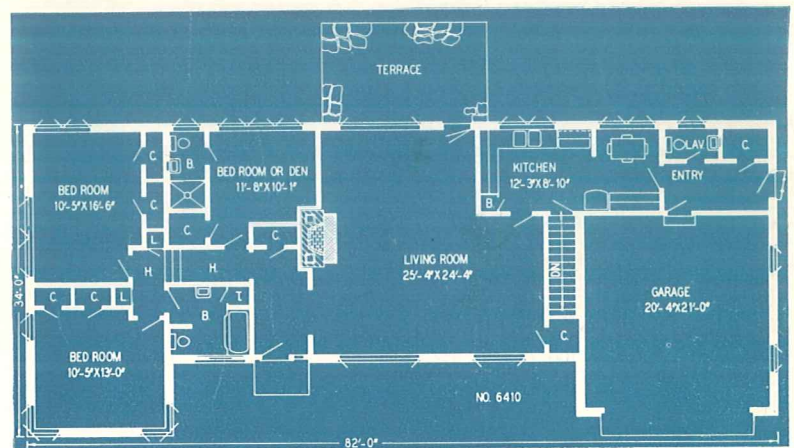 TERRACE
C.
B.
BED ROOM OR DEN
11'-8"X10'-1"
KITCHEN
12'-3"X8'-10"
LAV.
C.
ENTRY
BED ROOM
10'-5"X16'-6"
C.
C.
C.
B.
L.
H.
H.
LIVING ROOM
25'-4"X24'-4"
DN.
GARAGE
20'-4"X21'-0"
34'-0"
C.
C.
L.
B.
T.
C.
BED ROOM
10'-5"X13'-0"
NO. 6410
82'-0"